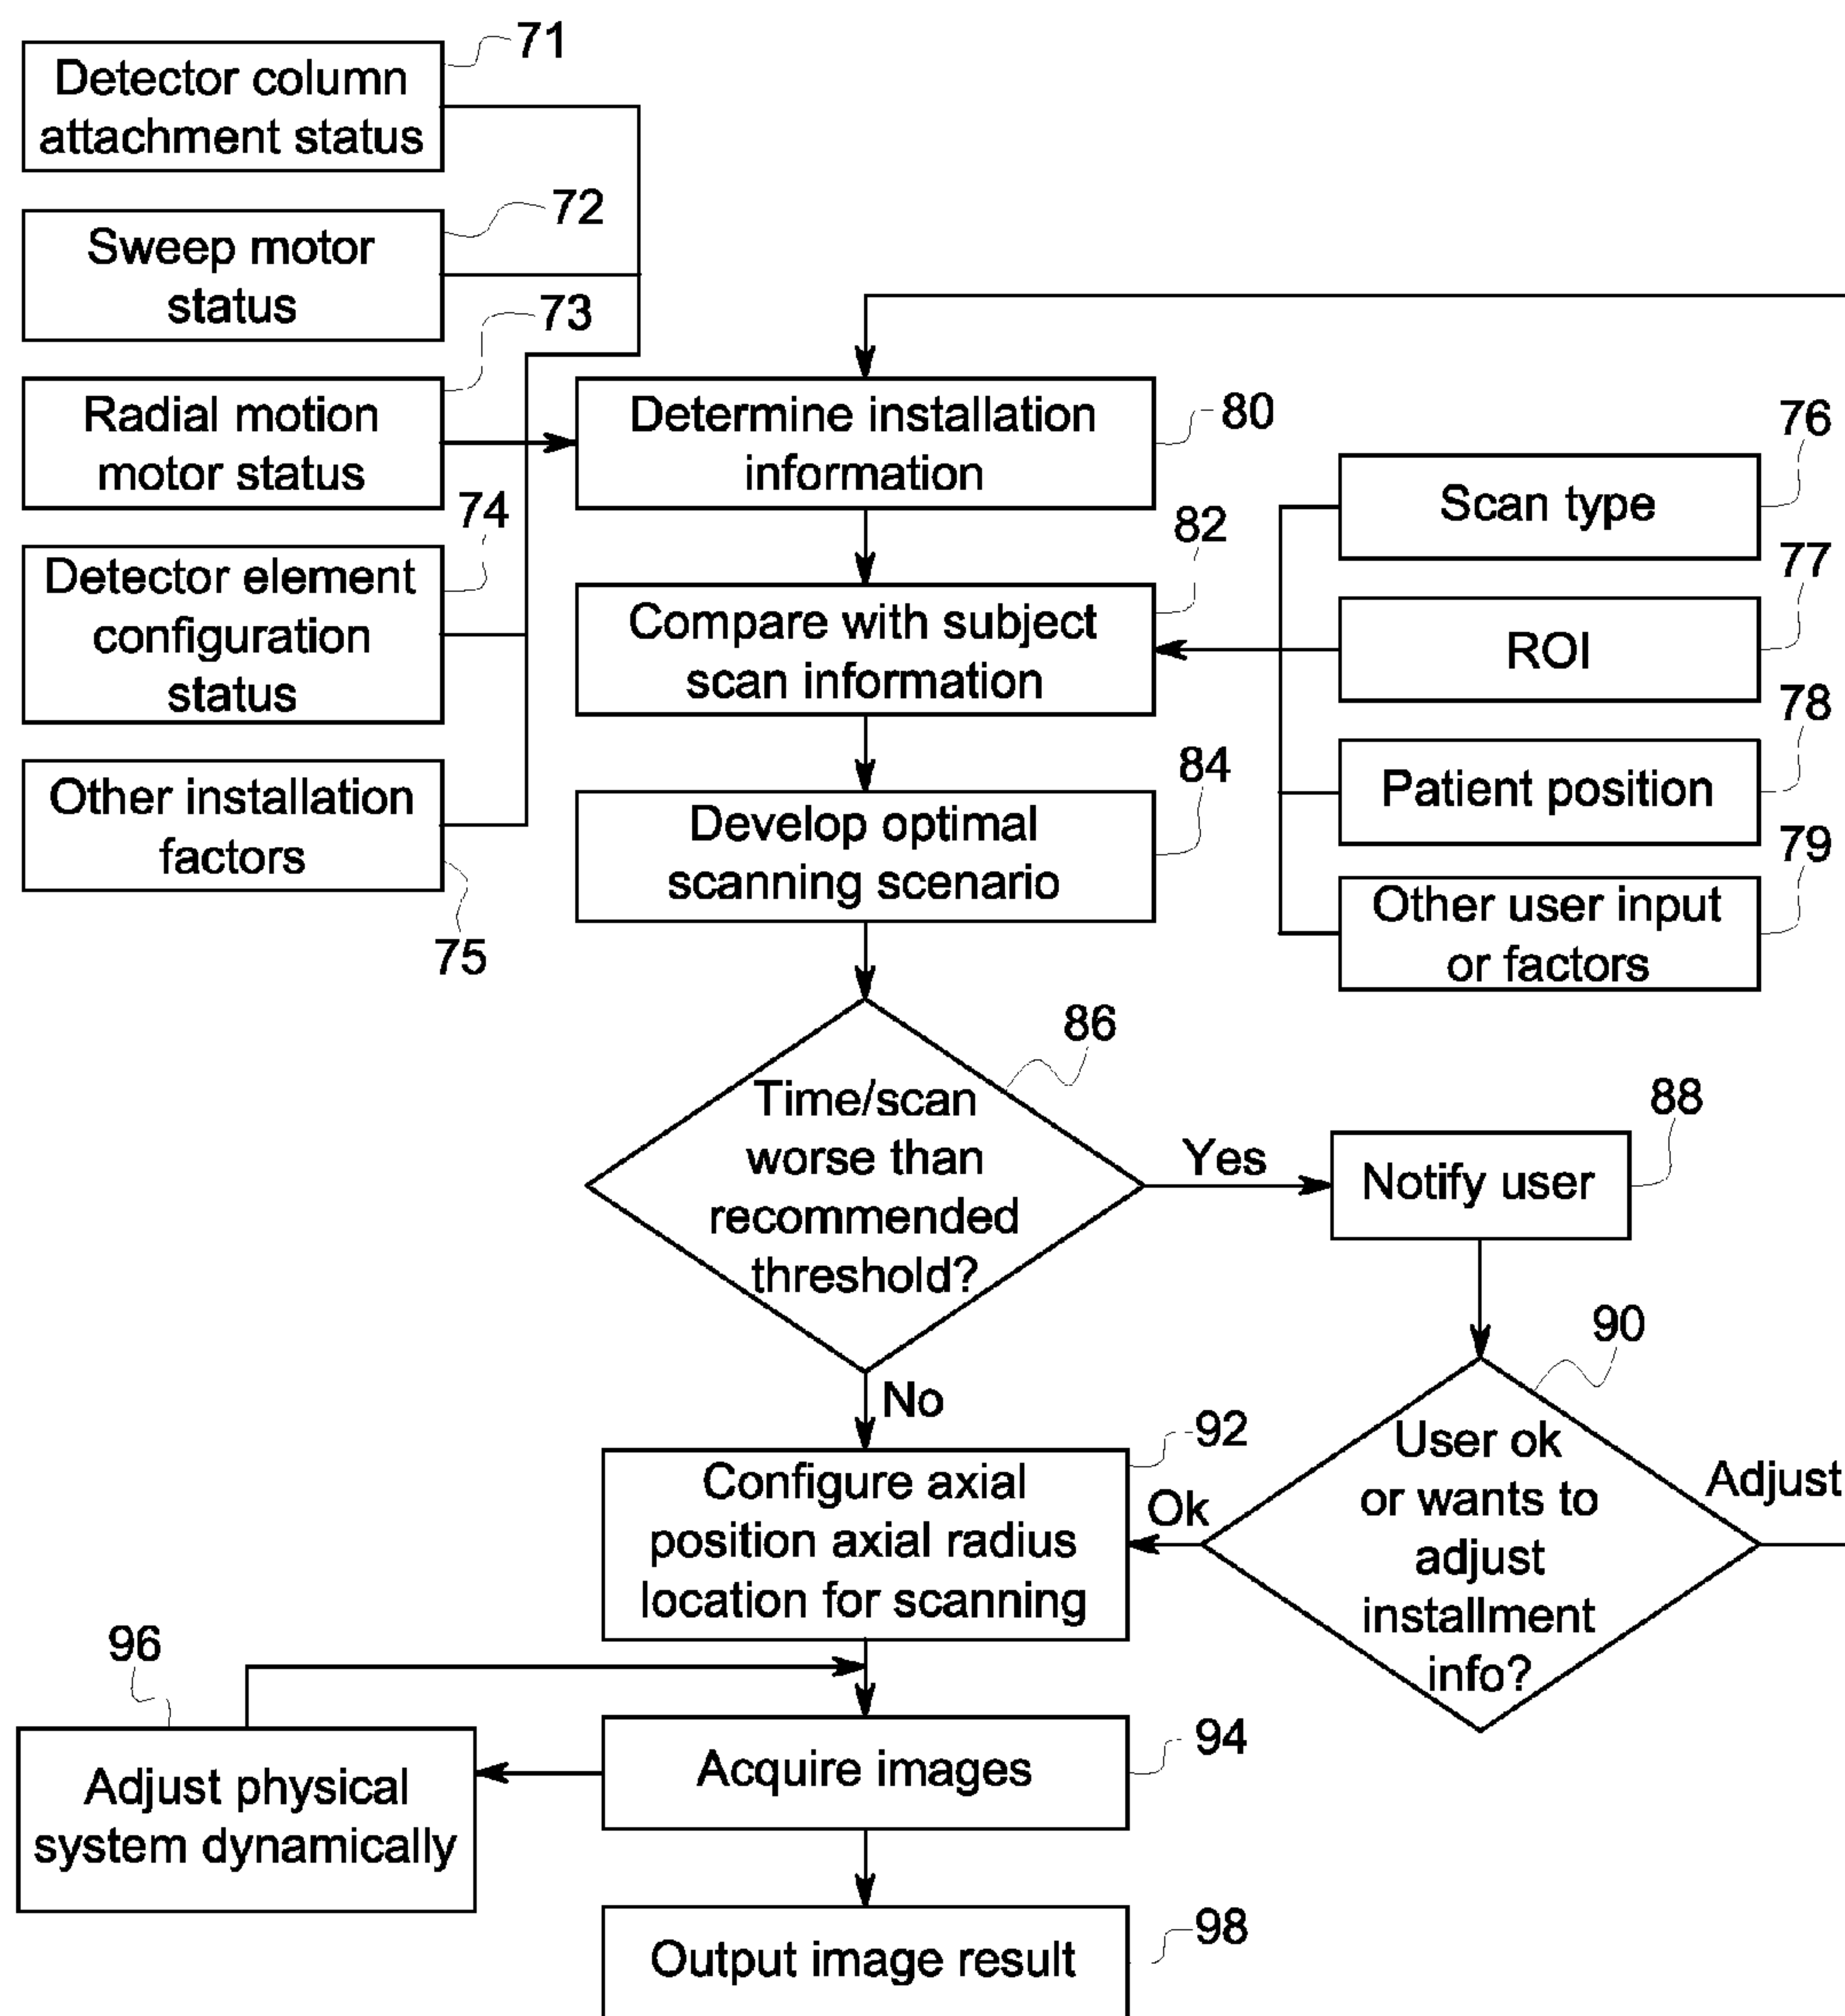 71
Detector column
attachment status
72
Sweep motor
status
73
Radial motion
motor status
74
Detector element
configuration
status
Other installation
factors
75
Determine installation
information
80
82
Compare with subject
scan information
84
Develop optimal
scanning scenario
76
Scan type
77
ROI
78
Patient position
79
Other user input
or factors
86
Time/scan
worse than
recommended
threshold?
Yes
88
Notify user
90
User ok
or wants to
adjust
installment
info?
Adjust
Ok
No
92
Configure axial
position axial radius
location for scanning
96
Adjust physical
system dynamically
94
Acquire images
98
Output image result